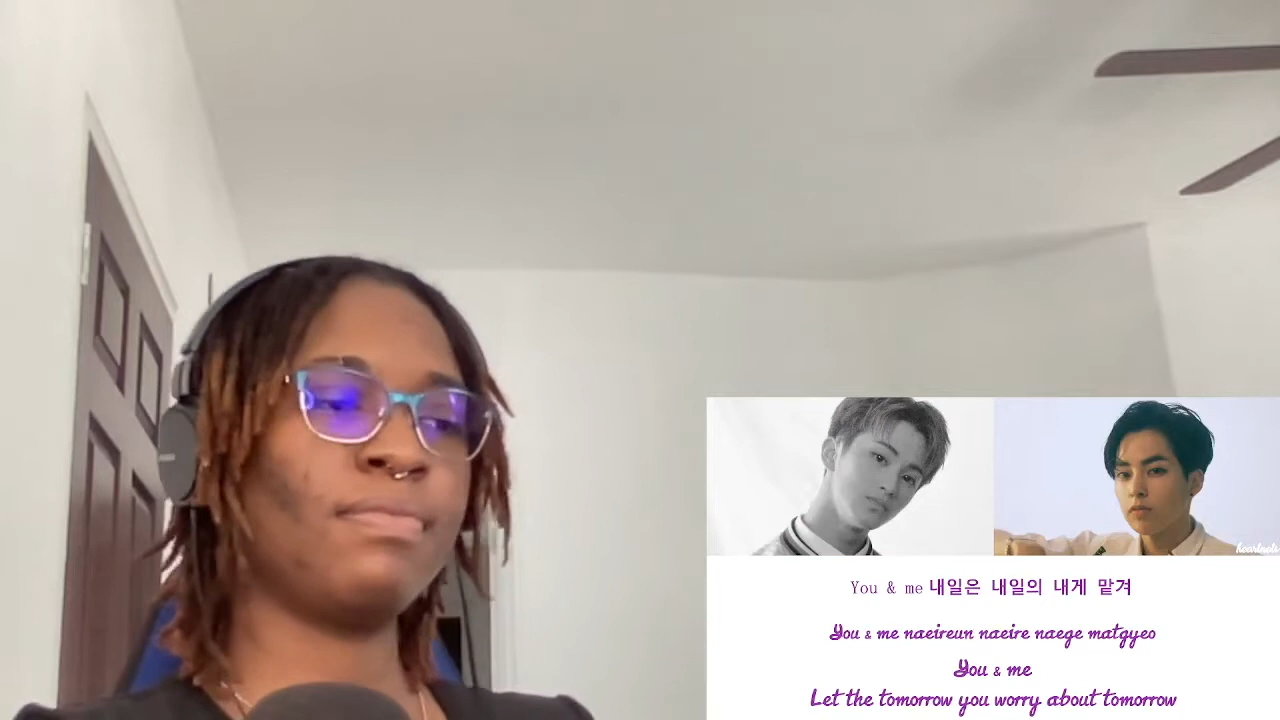 heartnots
You & me 내일은 내일의 내게 맡겨
You & me naeireun naeire naege matgyeo
You & me
Let the tomorrow you worry about tomorrow